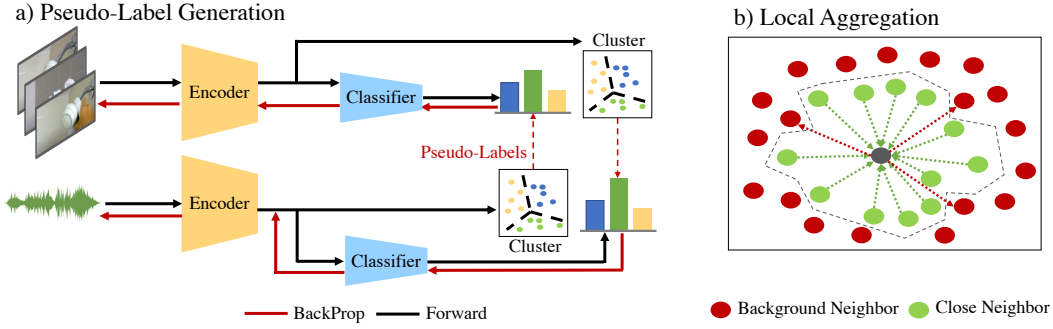 a) Pseudo-Label Generation
b) Local Aggregation
Cluster
Encoder
Classifier
Pseudo-Labels
Encoder
Cluster
Classifier
BackProp
Forward
Background Neighbor
Close Neighbor